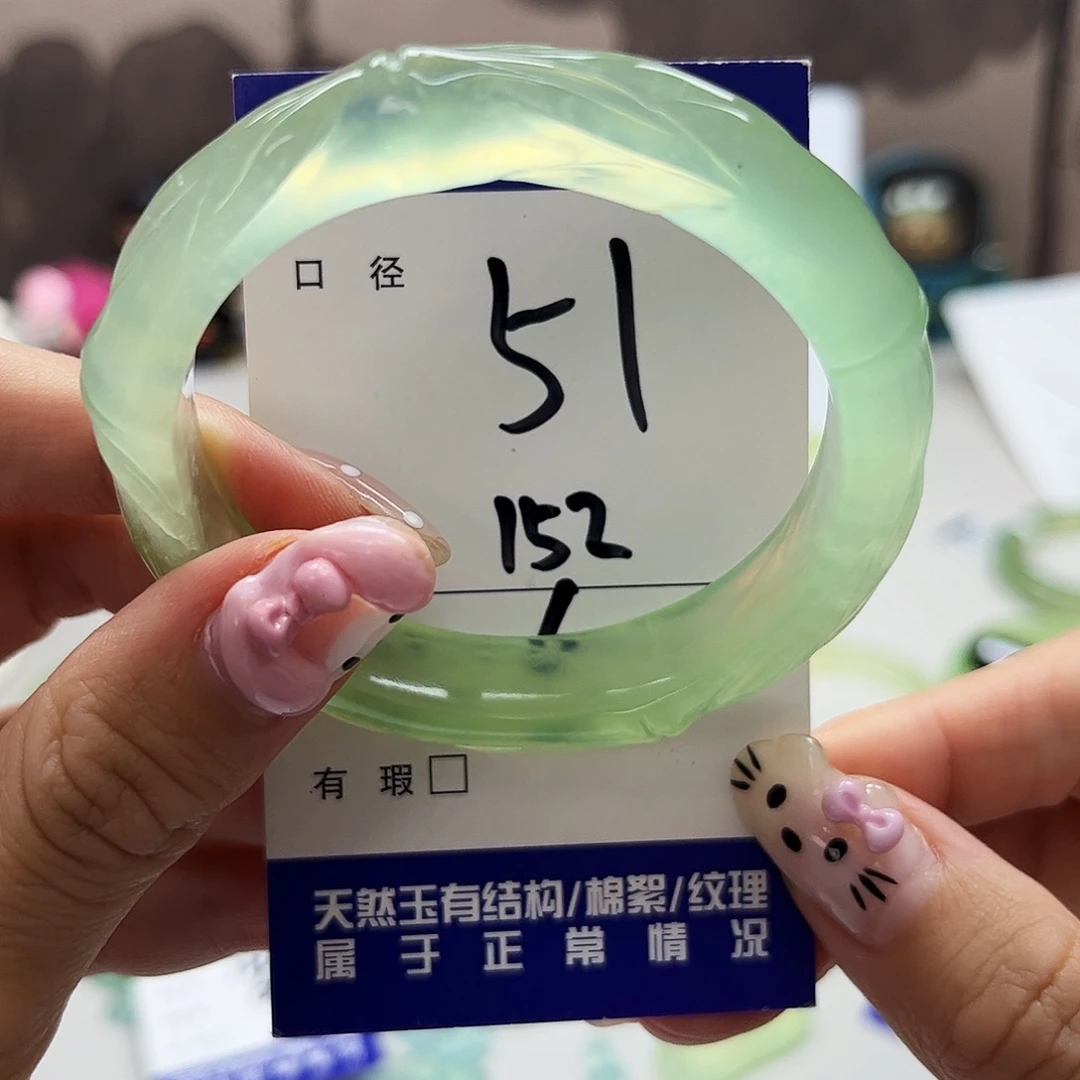 口 径 51
152
有 瑕 □
天然玉有结构/棉絮/纹理
属于正常情况